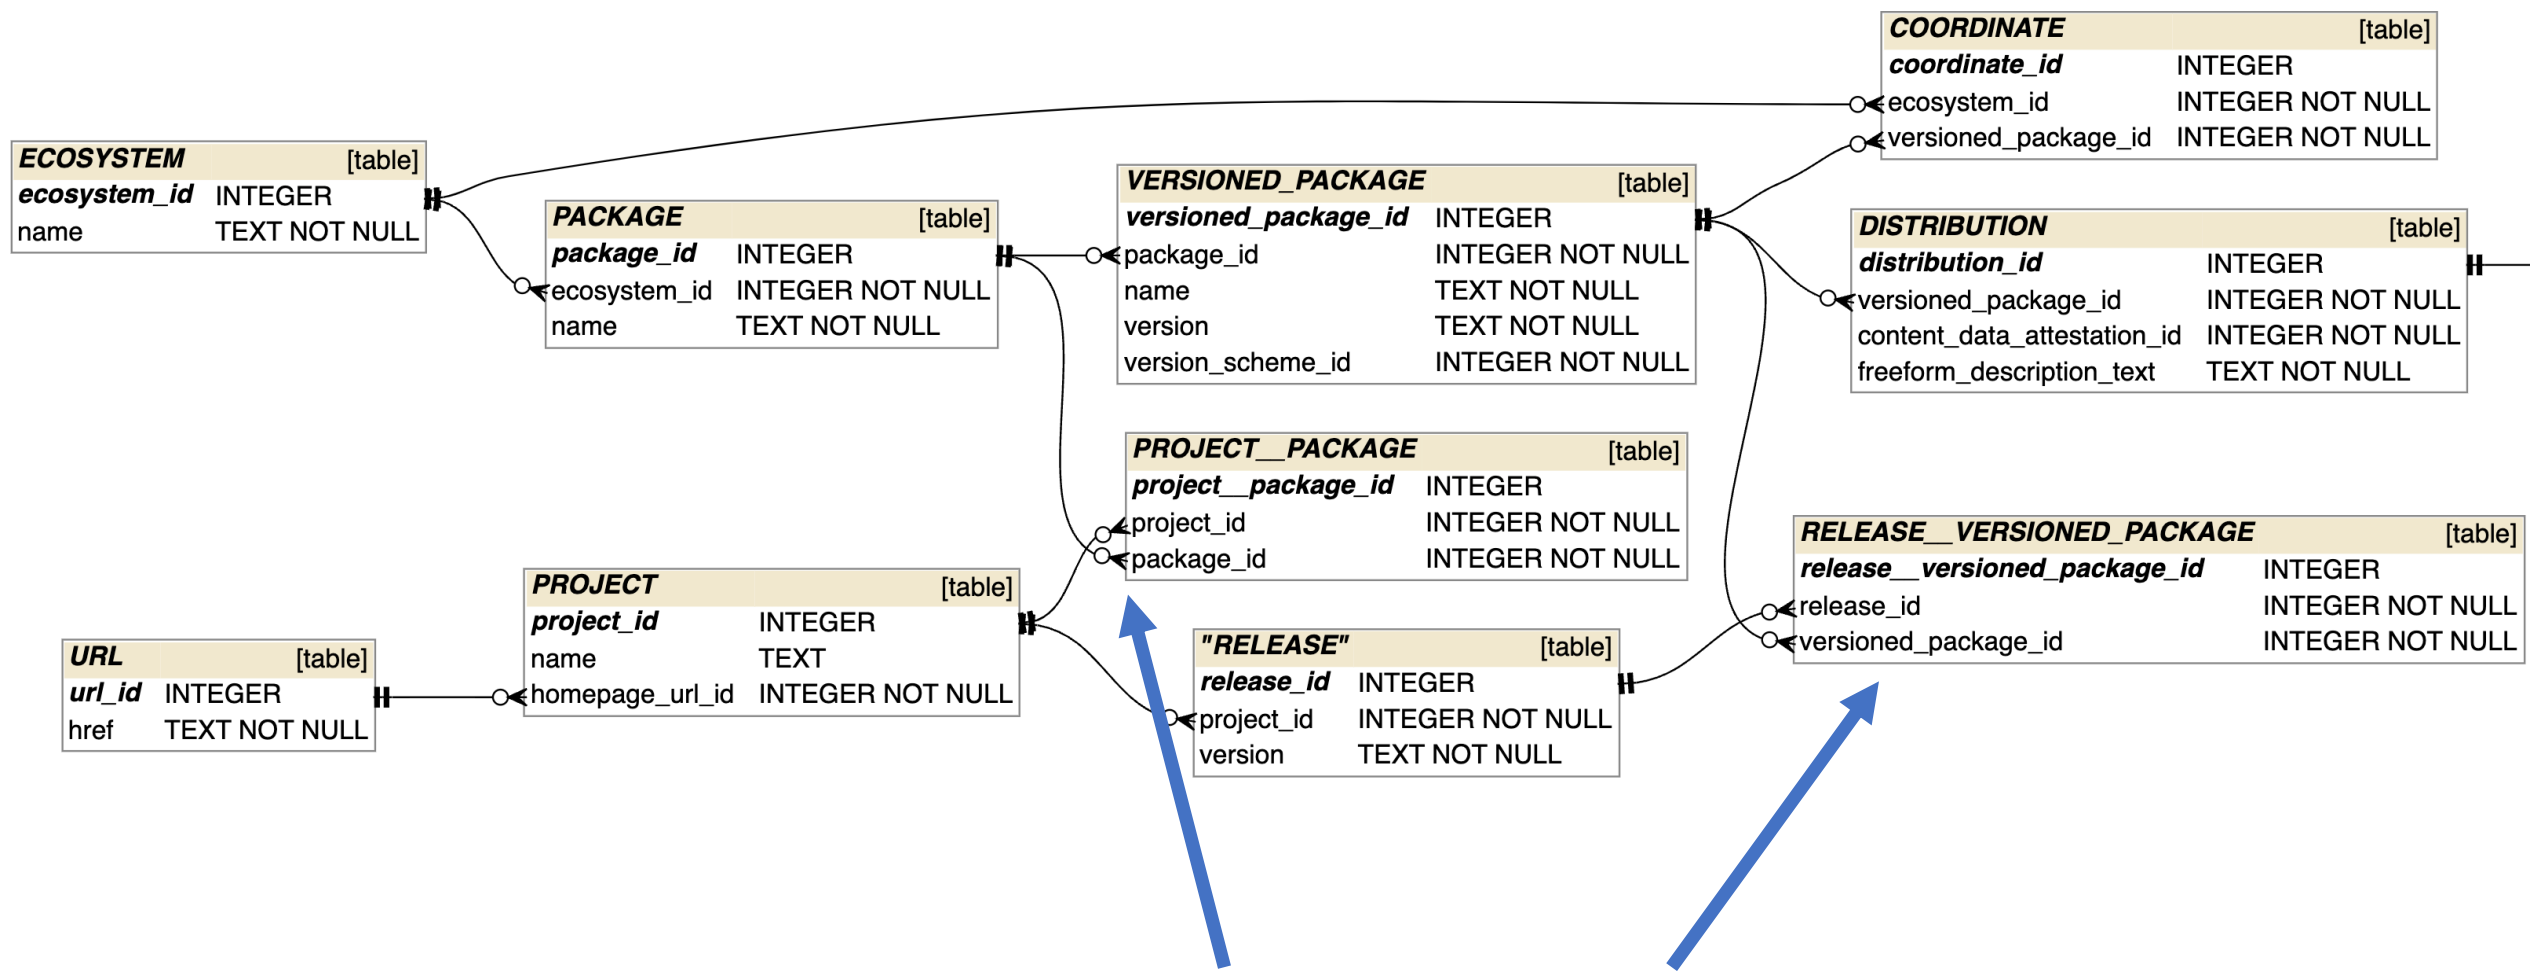 COORDINATE [table]
coordinate_id INTEGER
ecosystem_id INTEGER NOT NULL
versioned_package_id INTEGER NOT NULL
ECOSYSTEM [table]
ecosystem_id INTEGER
name TEXT NOT NULL
PACKAGE [table]
package_id INTEGER
ecosystem_id INTEGER NOT NULL
name TEXT NOT NULL
VERSIONED_PACKAGE [table]
versioned_package_id INTEGER
package_id INTEGER NOT NULL
name TEXT NOT NULL
version TEXT NOT NULL
version_scheme_id INTEGER NOT NULL
DISTRIBUTION [table]
distribution_id INTEGER
versioned_package_id INTEGER NOT NULL
content_data_attestation_id INTEGER NOT NULL
freeform_description_text TEXT NOT NULL
PROJECT__PACKAGE [table]
project__package_id INTEGER
project_id INTEGER NOT NULL
package_id INTEGER NOT NULL
RELEASE__VERSIONED_PACKAGE [table]
release__versioned_package_id INTEGER
release_id INTEGER NOT NULL
versioned_package_id INTEGER NOT NULL
PROJECT [table]
project_id INTEGER
name TEXT
homepage_url_id INTEGER NOT NULL
URL [table]
url_id INTEGER
href TEXT NOT NULL
"RELEASE" [table]
release_id INTEGER
project_id INTEGER NOT NULL
version TEXT NOT NULL